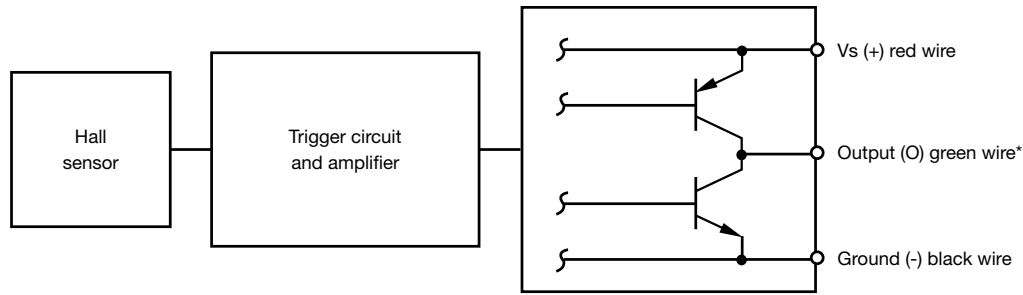 Hall
sensor
Trigger circuit
and amplifier
Vs (+) red wire
Output (O) green wire*
Ground (-) black wire